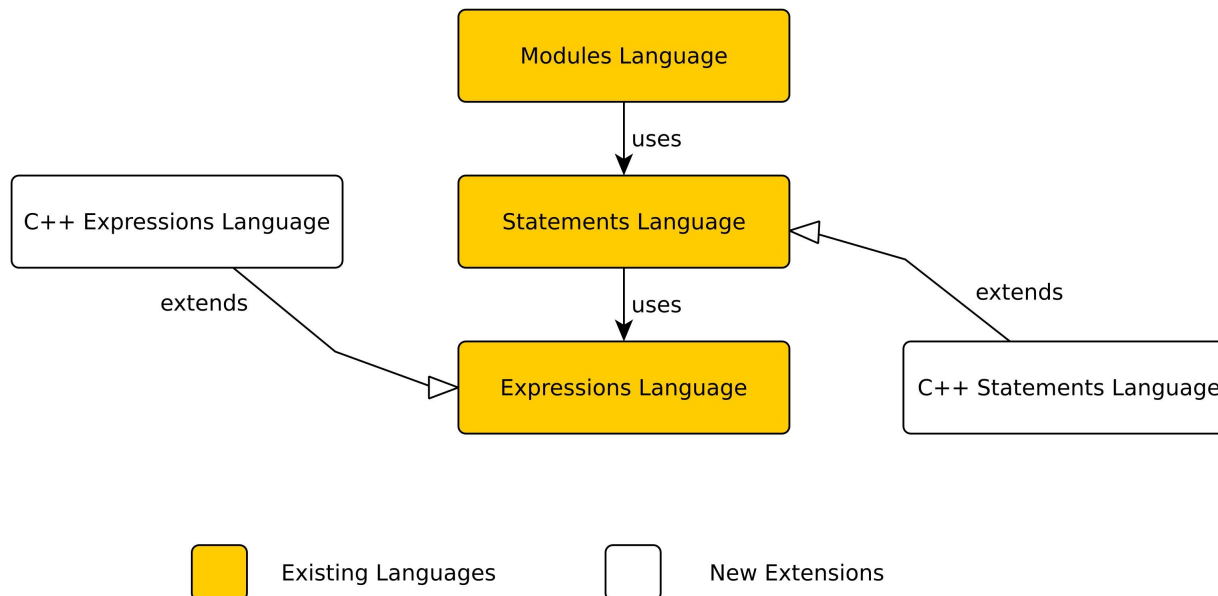 Modules Language
uses
C++ Expressions Language
Statements Language
extends
uses
extends
Expressions Language
C++ Statements Language
Existing Languages
New Extensions